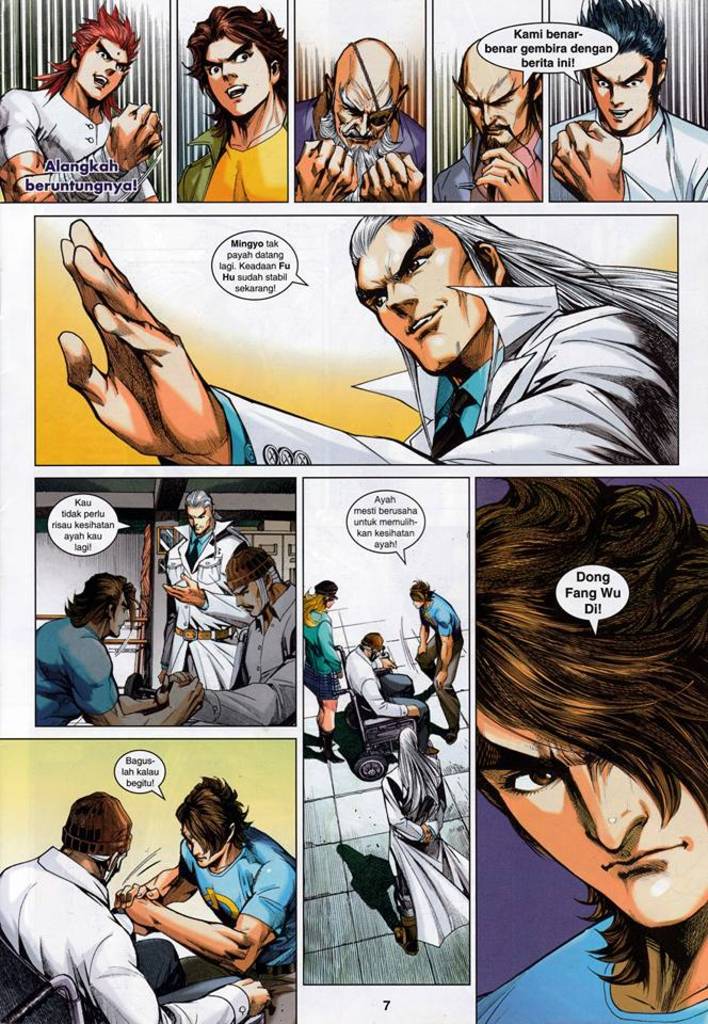 Alangkah
beruntungnya!
Kami benar-
benar gembira dengan
berita ini!
Mingyo tak
payah datang
lagi. Keadaan Fu
Hu sudah stabil
sekarang!
Kau
tidak perlu
risau kesihatan
ayah kau
lagi!
Ayah
mesti berusaha
untuk memulih-
kan kesihatan
ayah!
Dong
Fang Wu
Di!
Bagus-
lah kalau
begitu!
7